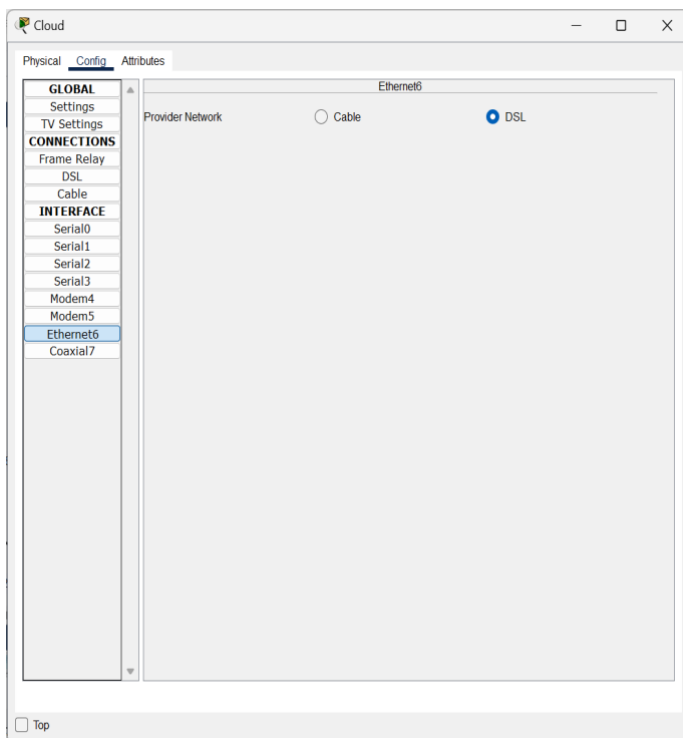 Cloud
Physical Config Attributes
GLOBAL
Settings
TV Settings
CONNECTIONS
Frame Relay
DSL
Cable
INTERFACE
Serial0
Serial1
Serial2
Serial3
Modem4
Modem5
Ethernet6
Coaxial7
Ethernet6
Provider Network Cable DSL
Top